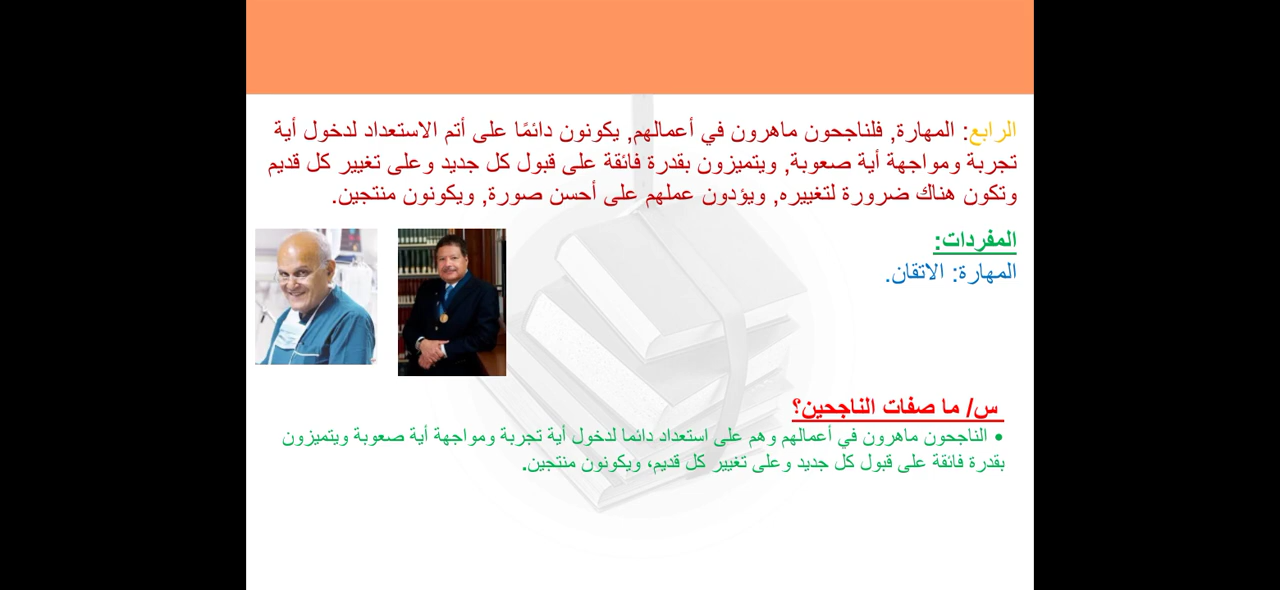 الرابع: المهارة, فلناجحون ماهرون في أعمالهم, يكونون دائمًا على أتم الاستعداد لدخول أية
تجربة ومواجهة أية صعوبة, ويتميزون بقدرة فائقة على قبول كل جديد وعلى تغيير كل قديم
وتكون هناك ضرورة لتغييره, ويؤدون عملهم على أحسن صورة, ويكونون منتجين.
المفردات:
المهارة: الاتقان.
س/ ما صفات الناجحين؟
• الناجحون ماهرون في أعمالهم وهم على استعداد دائما لدخول أية تجربة ومواجهة أية صعوبة ويتميزون
بقدرة فائقة على قبول كل جديد وعلى تغيير كل قديم، ويكونون منتجين.